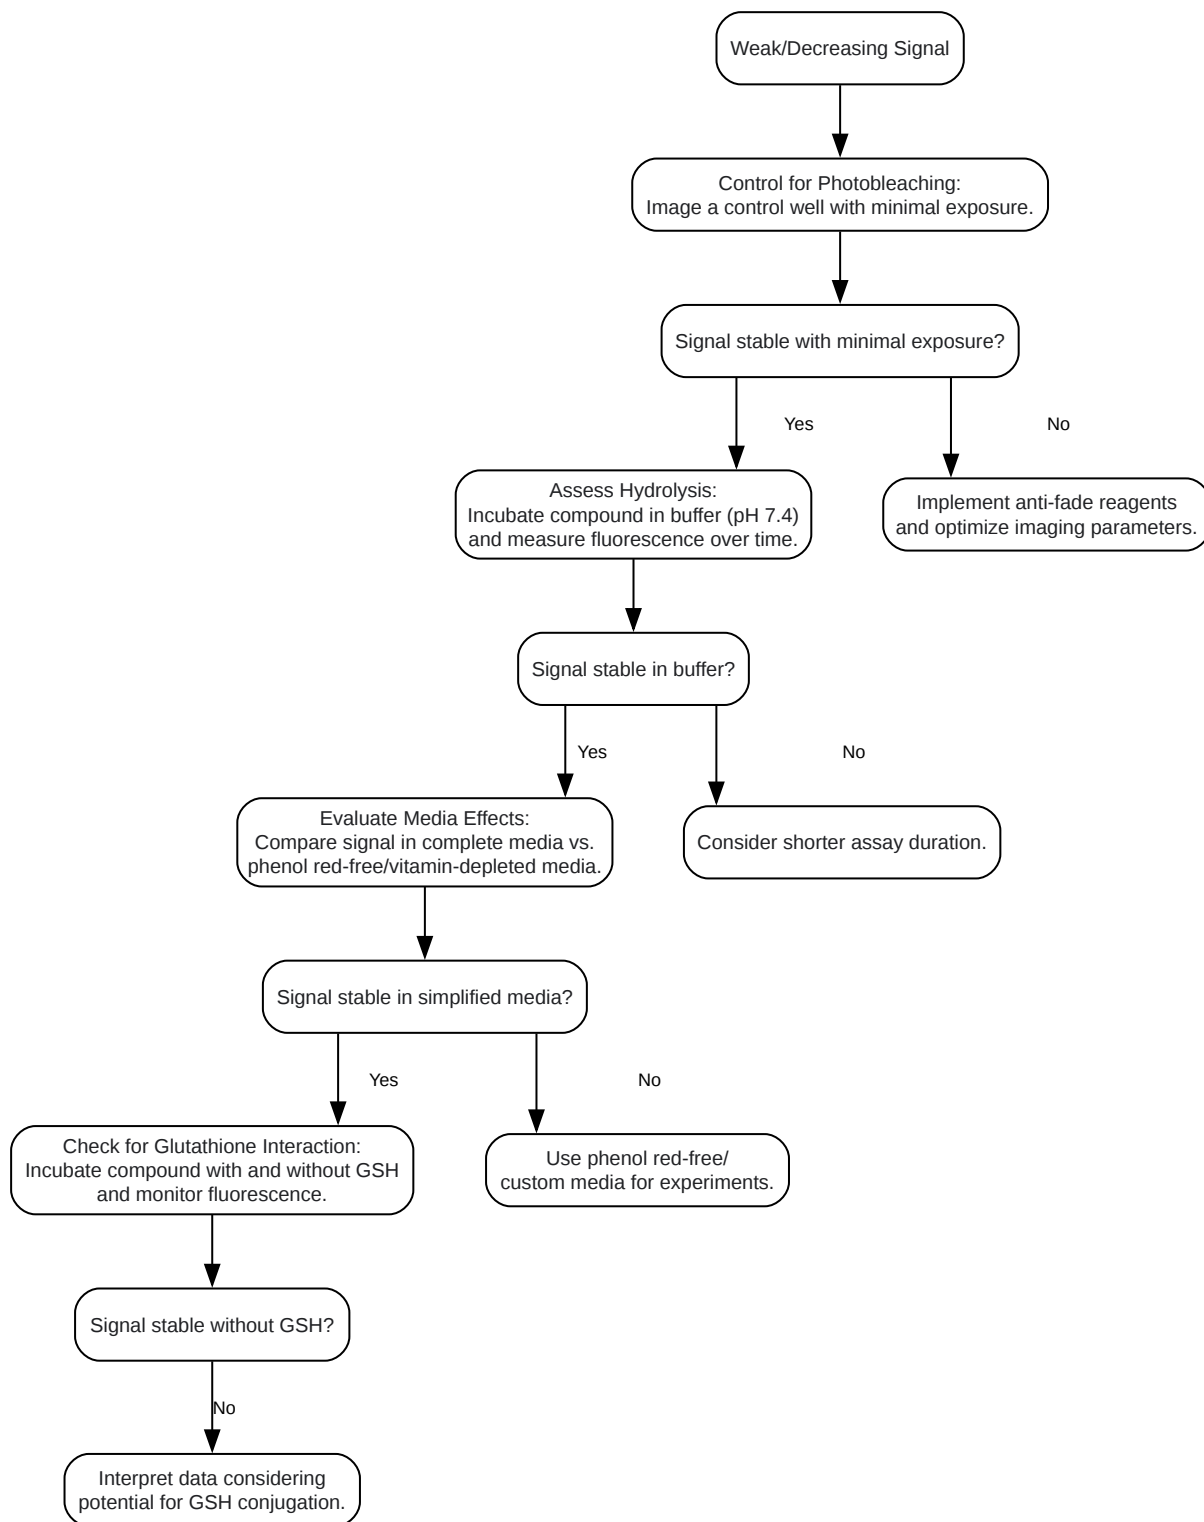 Weak/Decreasing Signal
Control for Photobleaching:
Image a control well with minimal exposure.
Signal stable with minimal exposure?
Yes
No
Assess Hydrolysis:
Incubate compound in buffer (pH 7.4)
and measure fluorescence over time.
Implement anti-fade reagents
and optimize imaging parameters.
Signal stable in buffer?
Yes
No
Evaluate Media Effects:
Compare signal in complete media vs.
phenol red-free/vitamin-depleted media.
Consider shorter assay duration.
Signal stable in simplified media?
Yes
No
Check for Glutathione Interaction:
Incubate compound with and without GSH
and monitor fluorescence.
Use phenol red-free/
custom media for experiments.
Signal stable without GSH?
No
Interpret data considering
potential for GSH conjugation.